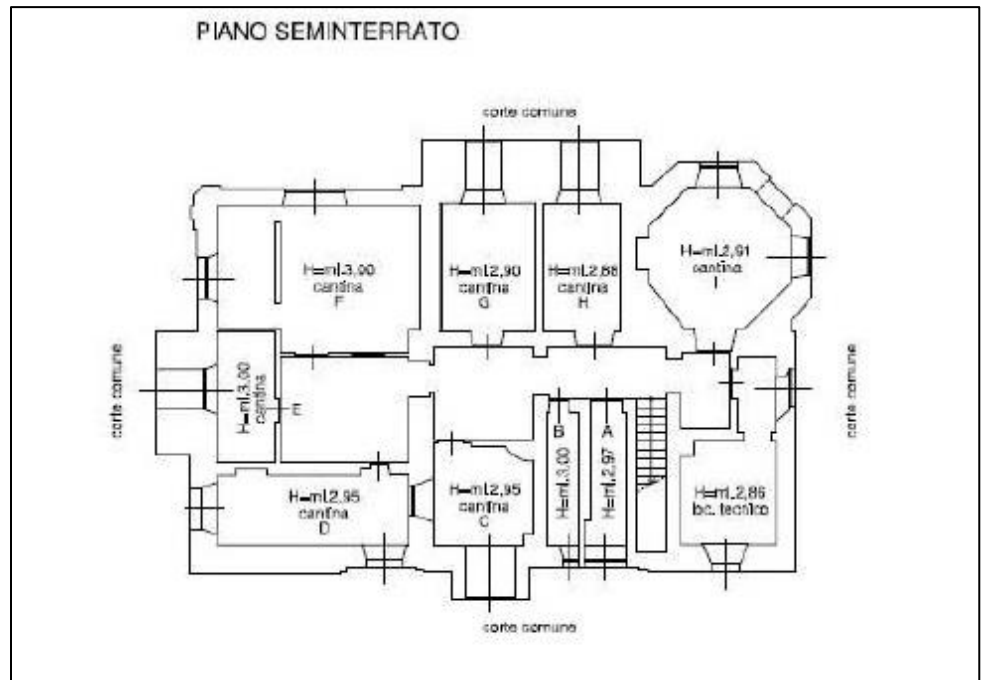 PIANO SEMINTERRATO
corte comune
H=ml.3,00
cantina
F
H=ml.2,90
cantina
G
H=ml.2,88
cantina
H
H=ml.2,91
cantina
I
corte comune
H=ml.3,00
cantina
E
corte comune
H=ml.2,95
cantina
D
H=ml.2,95
cantina
C
B
H=ml.3,00
A
H=ml.2,97
H=ml.2,86
loc. tecnico
corte comune